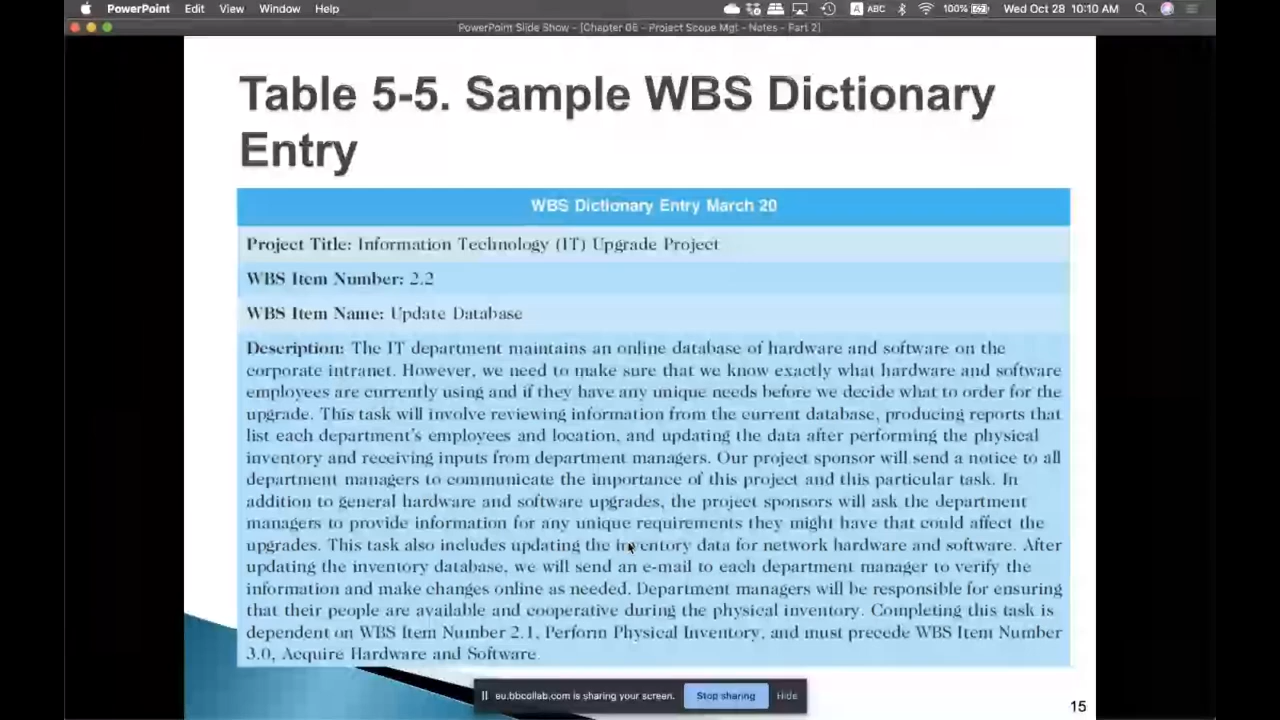 PowerPoint Edit View Window Help A ABC 100% Wed Oct 28 10:10 AM
PowerPoint Slide Show - [Chapter 05 - Project Scope Mgt - Notes - Part 2]
Table 5-5. Sample WBS Dictionary
Entry
WBS Dictionary Entry March 20
Project Title: Information Technology (IT) Upgrade Project
WBS Item Number: 2.2
WBS Item Name: Update Database
Description: The IT department maintains an online database of hardware and software on the
corporate intranet. However, we need to make sure that we know exactly what hardware and software
employees are currently using and if they have any unique needs before we decide what to order for the
upgrade. This task will involve reviewing information from the current database, producing reports that
list each department's employees and location, and updating the data after performing the physical
inventory and receiving inputs from department managers. Our project sponsor will send a notice to all
department managers to communicate the importance of this project and this particular task. In
addition to general hardware and software upgrades, the project sponsors will ask the department
managers to provide information for any unique requirements they might have that could affect the
upgrades. This task also includes updating the inventory data for network hardware and software. After
updating the inventory database, we will send an e-mail to each department manager to verify the
information and make changes online as needed. Department managers will be responsible for ensuring
that their people are available and cooperative during the physical inventory. Completing this task is
dependent on WBS Item Number 2.1, Perform Physical Inventory, and must precede WBS Item Number
3.0, Acquire Hardware and Software.
eu.bbcollab.com is sharing your screen. Stop sharing Hide
15